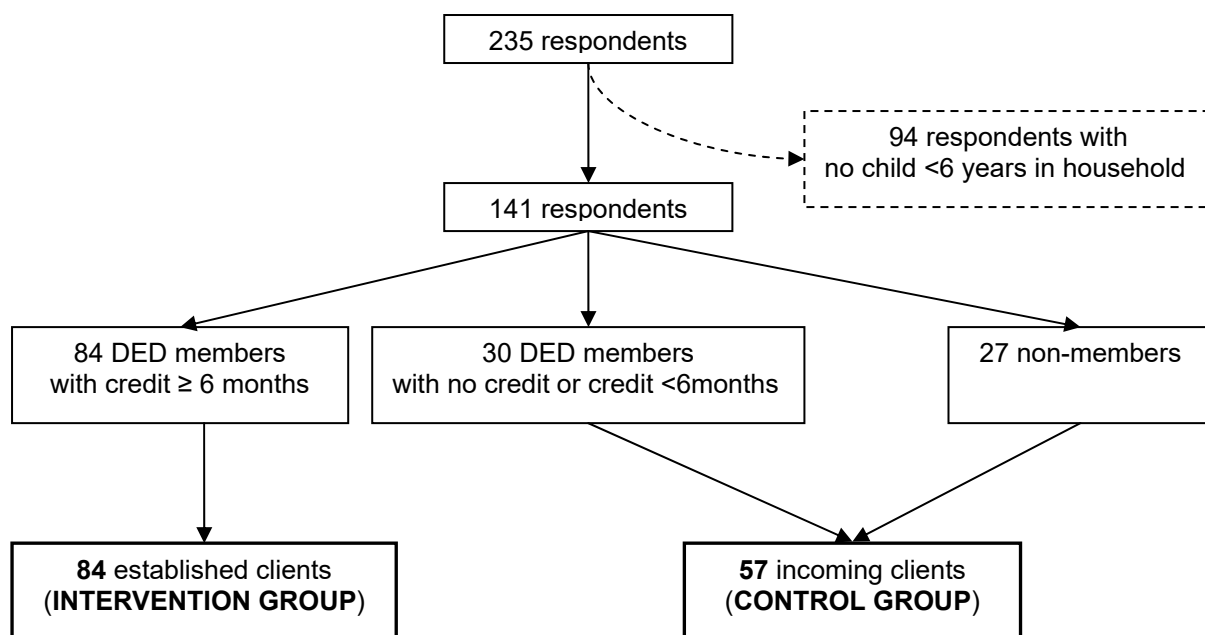 235 respondents
94 respondents with
no child <6 years in household
141 respondents
84 DED members
with credit ≥ 6 months
30 DED members
with no credit or credit <6months
27 non-members
84 established clients
(INTERVENTION GROUP)
57 incoming clients
(CONTROL GROUP)